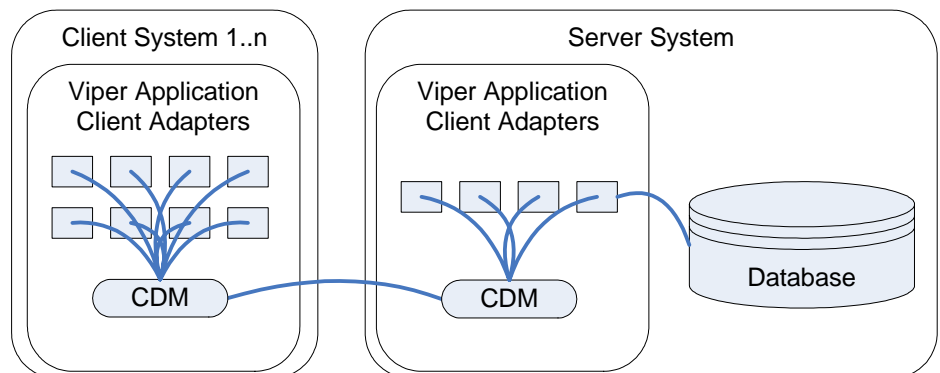 Client System 1..n
Viper Application
Client Adapters
CDM
Server System
Viper Application
Client Adapters
CDM
Database